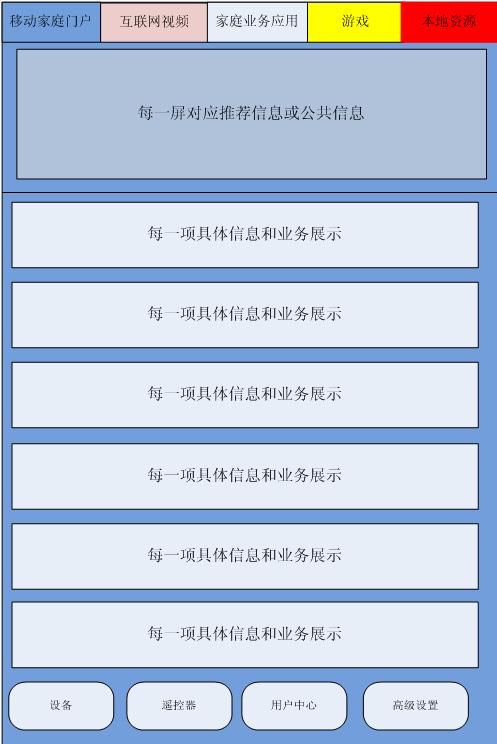 移动家庭门户 互联网视频 家庭业务应用 游戏 本地资源
每一屏对应推荐信息或公共信息
每一项具体信息和业务展示
每一项具体信息和业务展示
每一项具体信息和业务展示
每一项具体信息和业务展示
每一项具体信息和业务展示
每一项具体信息和业务展示
设备 遥控器 用户中心 高级设置